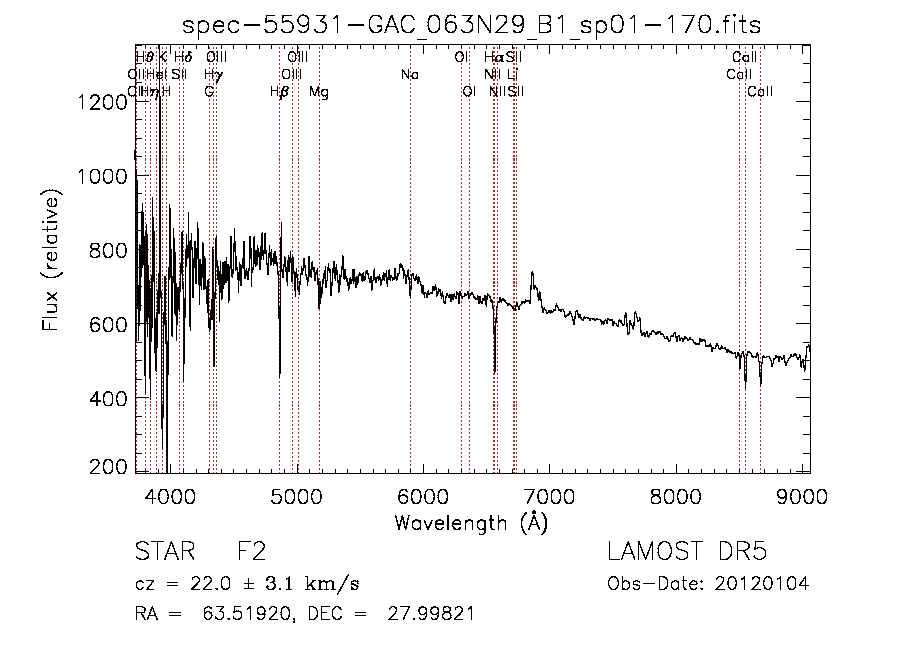 spec-55931-GAC_063N29_B1_sp01-170.fits
Hθ K Hδ OIII OIII OI Hα SII CaII
OII HeI SII Hγ OIII Na NII Li CaII
OII Hη H G Hβ Mg OI NII SII CaII
1200
1000
800
600
400
200
Flux (relative)
4000 5000 6000 7000 8000 9000
Wavelength (Å)
STAR F2 LAMOST DR5
cz = 22.0 ± 3.1 km/s Obs-Date: 20120104
RA = 63.51920, DEC = 27.99821